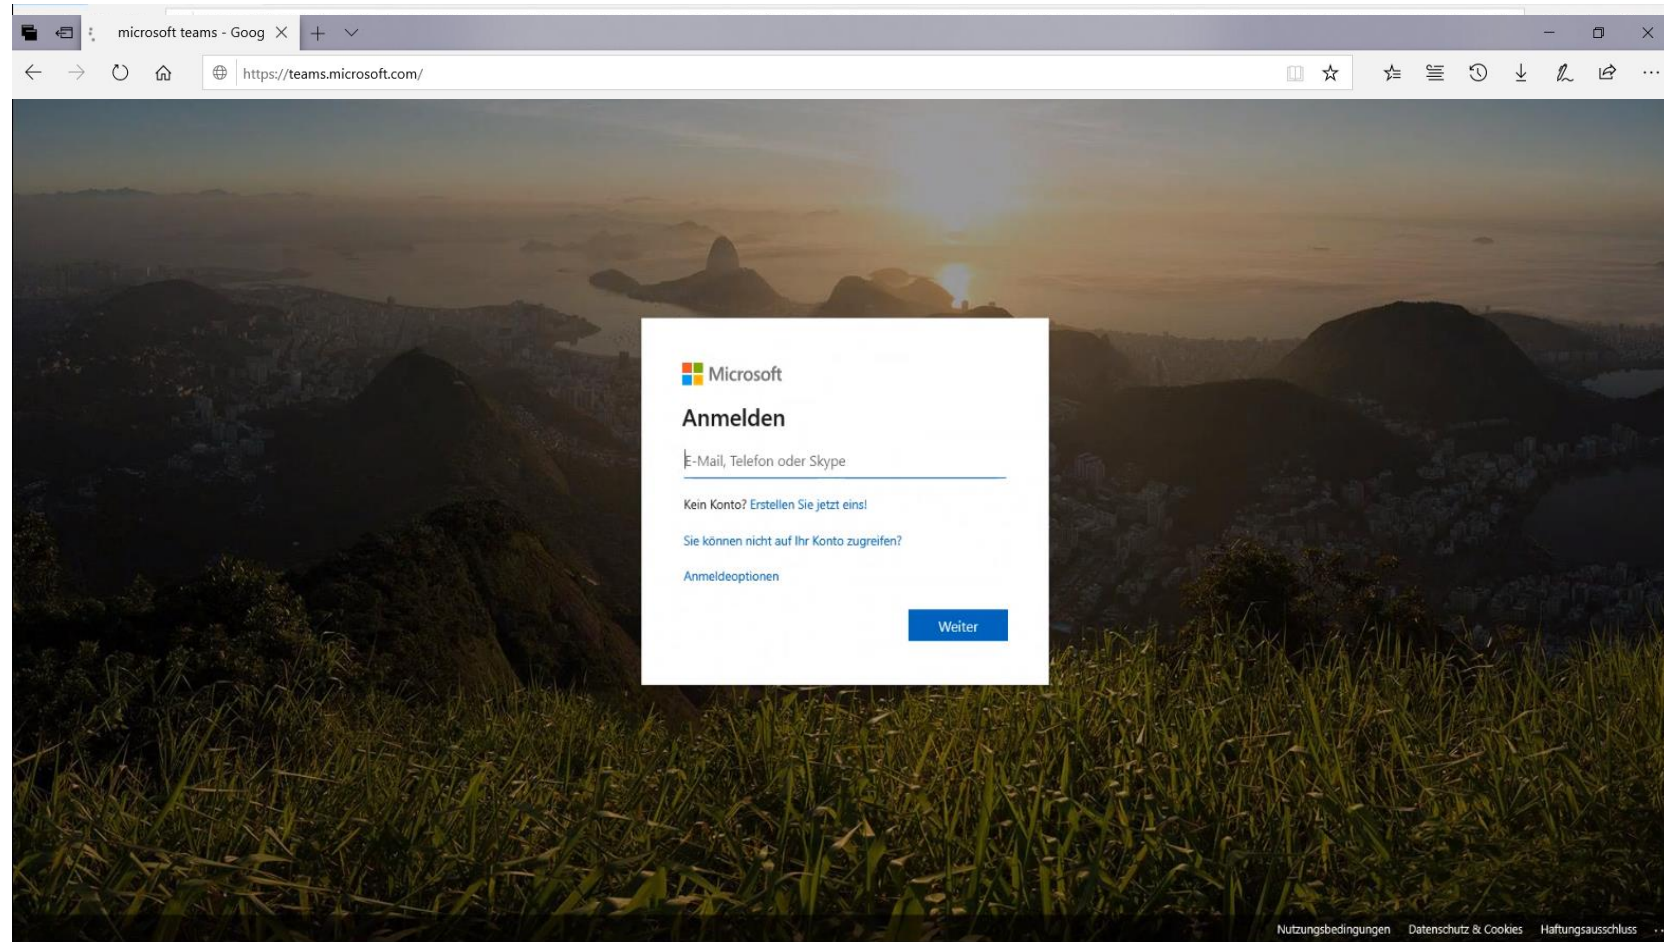 microsoft teams - Goog
https://teams.microsoft.com/
Microsoft
Anmelden
E-Mail, Telefon oder Skype
Kein Konto? Erstellen Sie jetzt eins!
Sie können nicht auf Ihr Konto zugreifen?
Anmeldeoptionen
Weiter
Nutzungsbedingungen Datenschutz & Cookies Haftungsausschluss